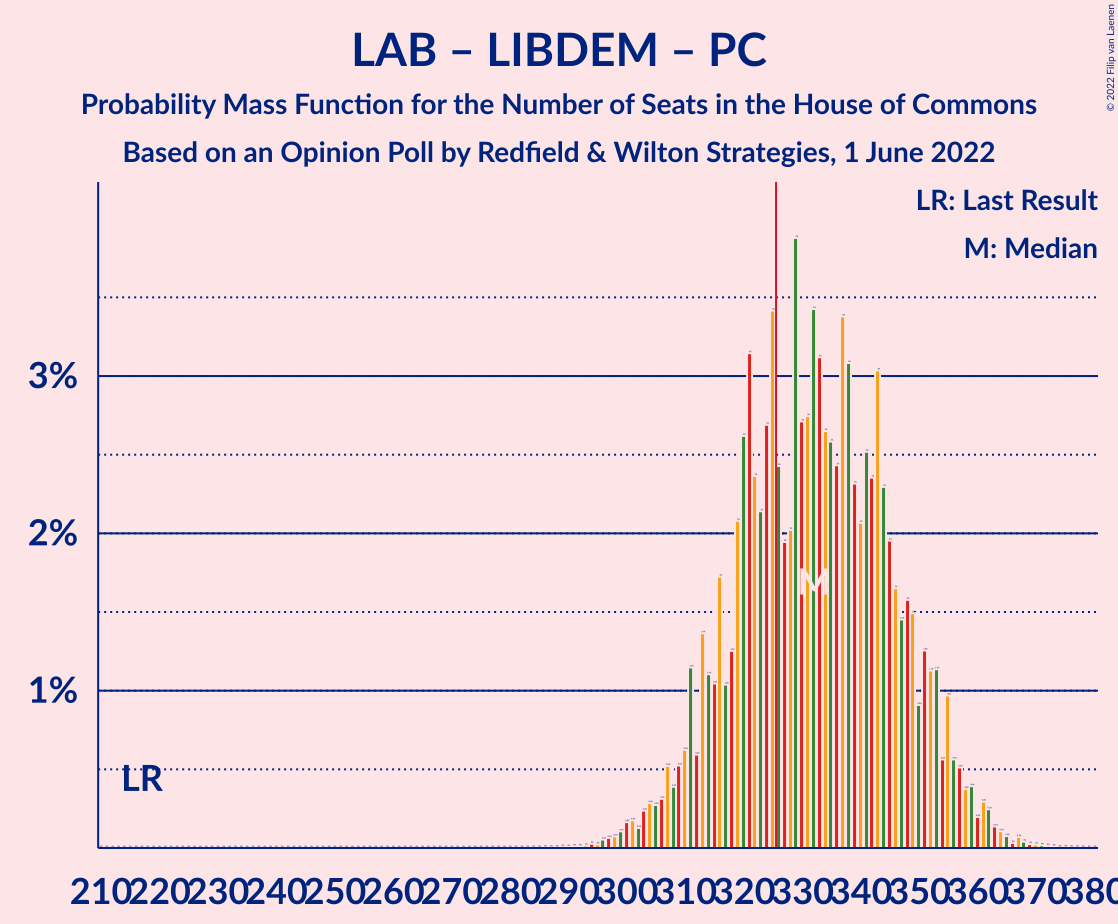 LAB – LIBDEM – PC
Probability Mass Function for the Number of Seats in the House of Commons
Based on an Opinion Poll by Redfield & Wilton Strategies, 1 June 2022
© 2022 Filip van Laenen
LR: Last Result
M: Median
3%
2%
1%
M
LR
210 220 230 240 250 260 270 280 290 300 310 320 330 340 350 360 370 380